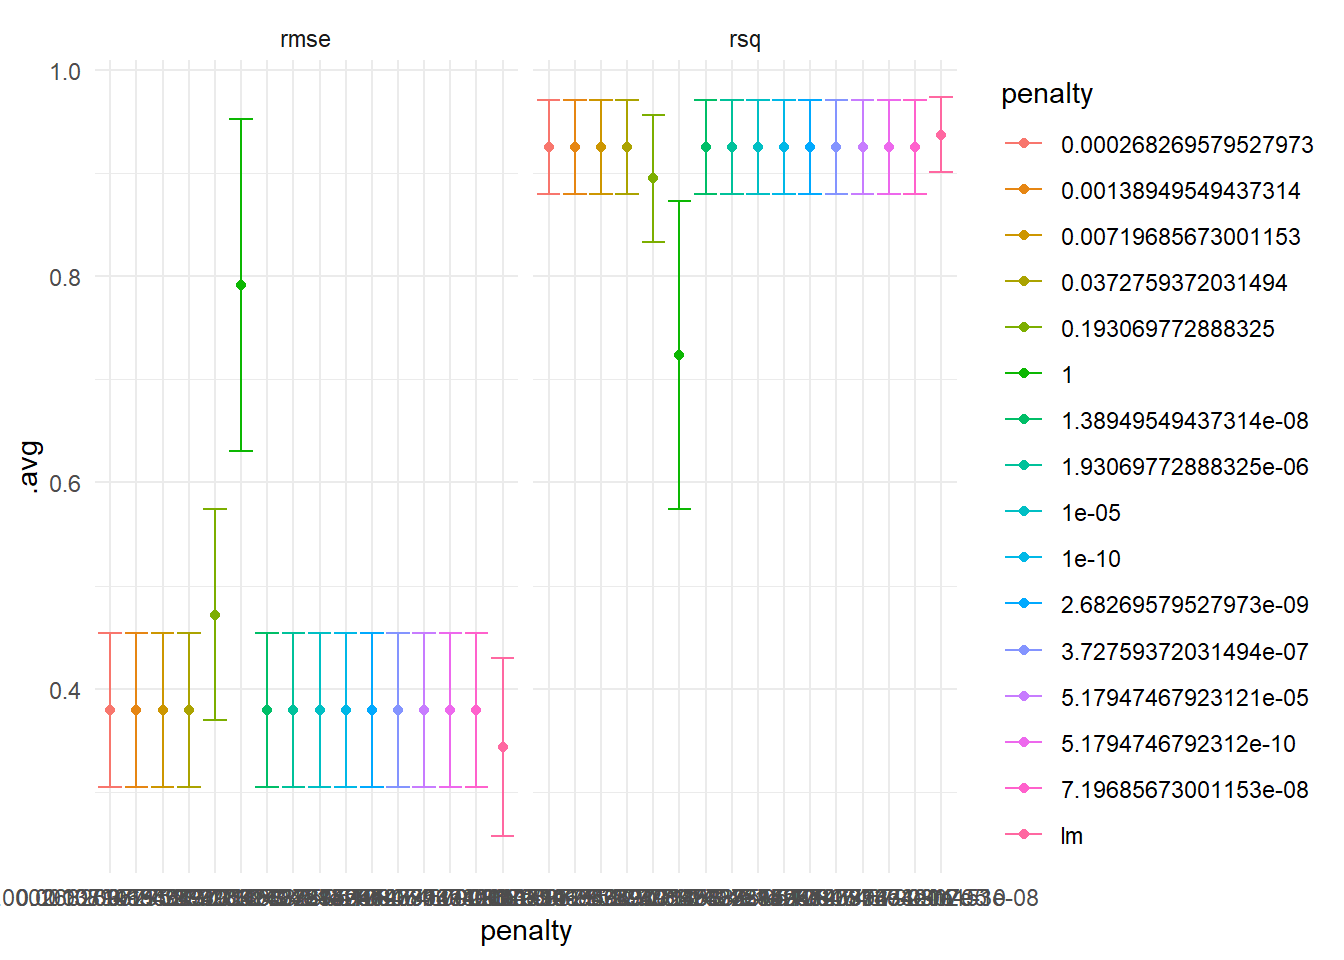 rmse
rsq
1.0
0.8
0.6
0.4
.avg
penalty
penalty
0.000268269579527973
0.00138949549437314
0.00719685673001153
0.0372759372031494
0.193069772888325
1
1.38949549437314e-08
1.93069772888325e-06
1e-05
1e-10
2.68269579527973e-09
3.72759372031494e-07
5.17947467923121e-05
5.1794746792312e-10
7.19685673001153e-08
lm